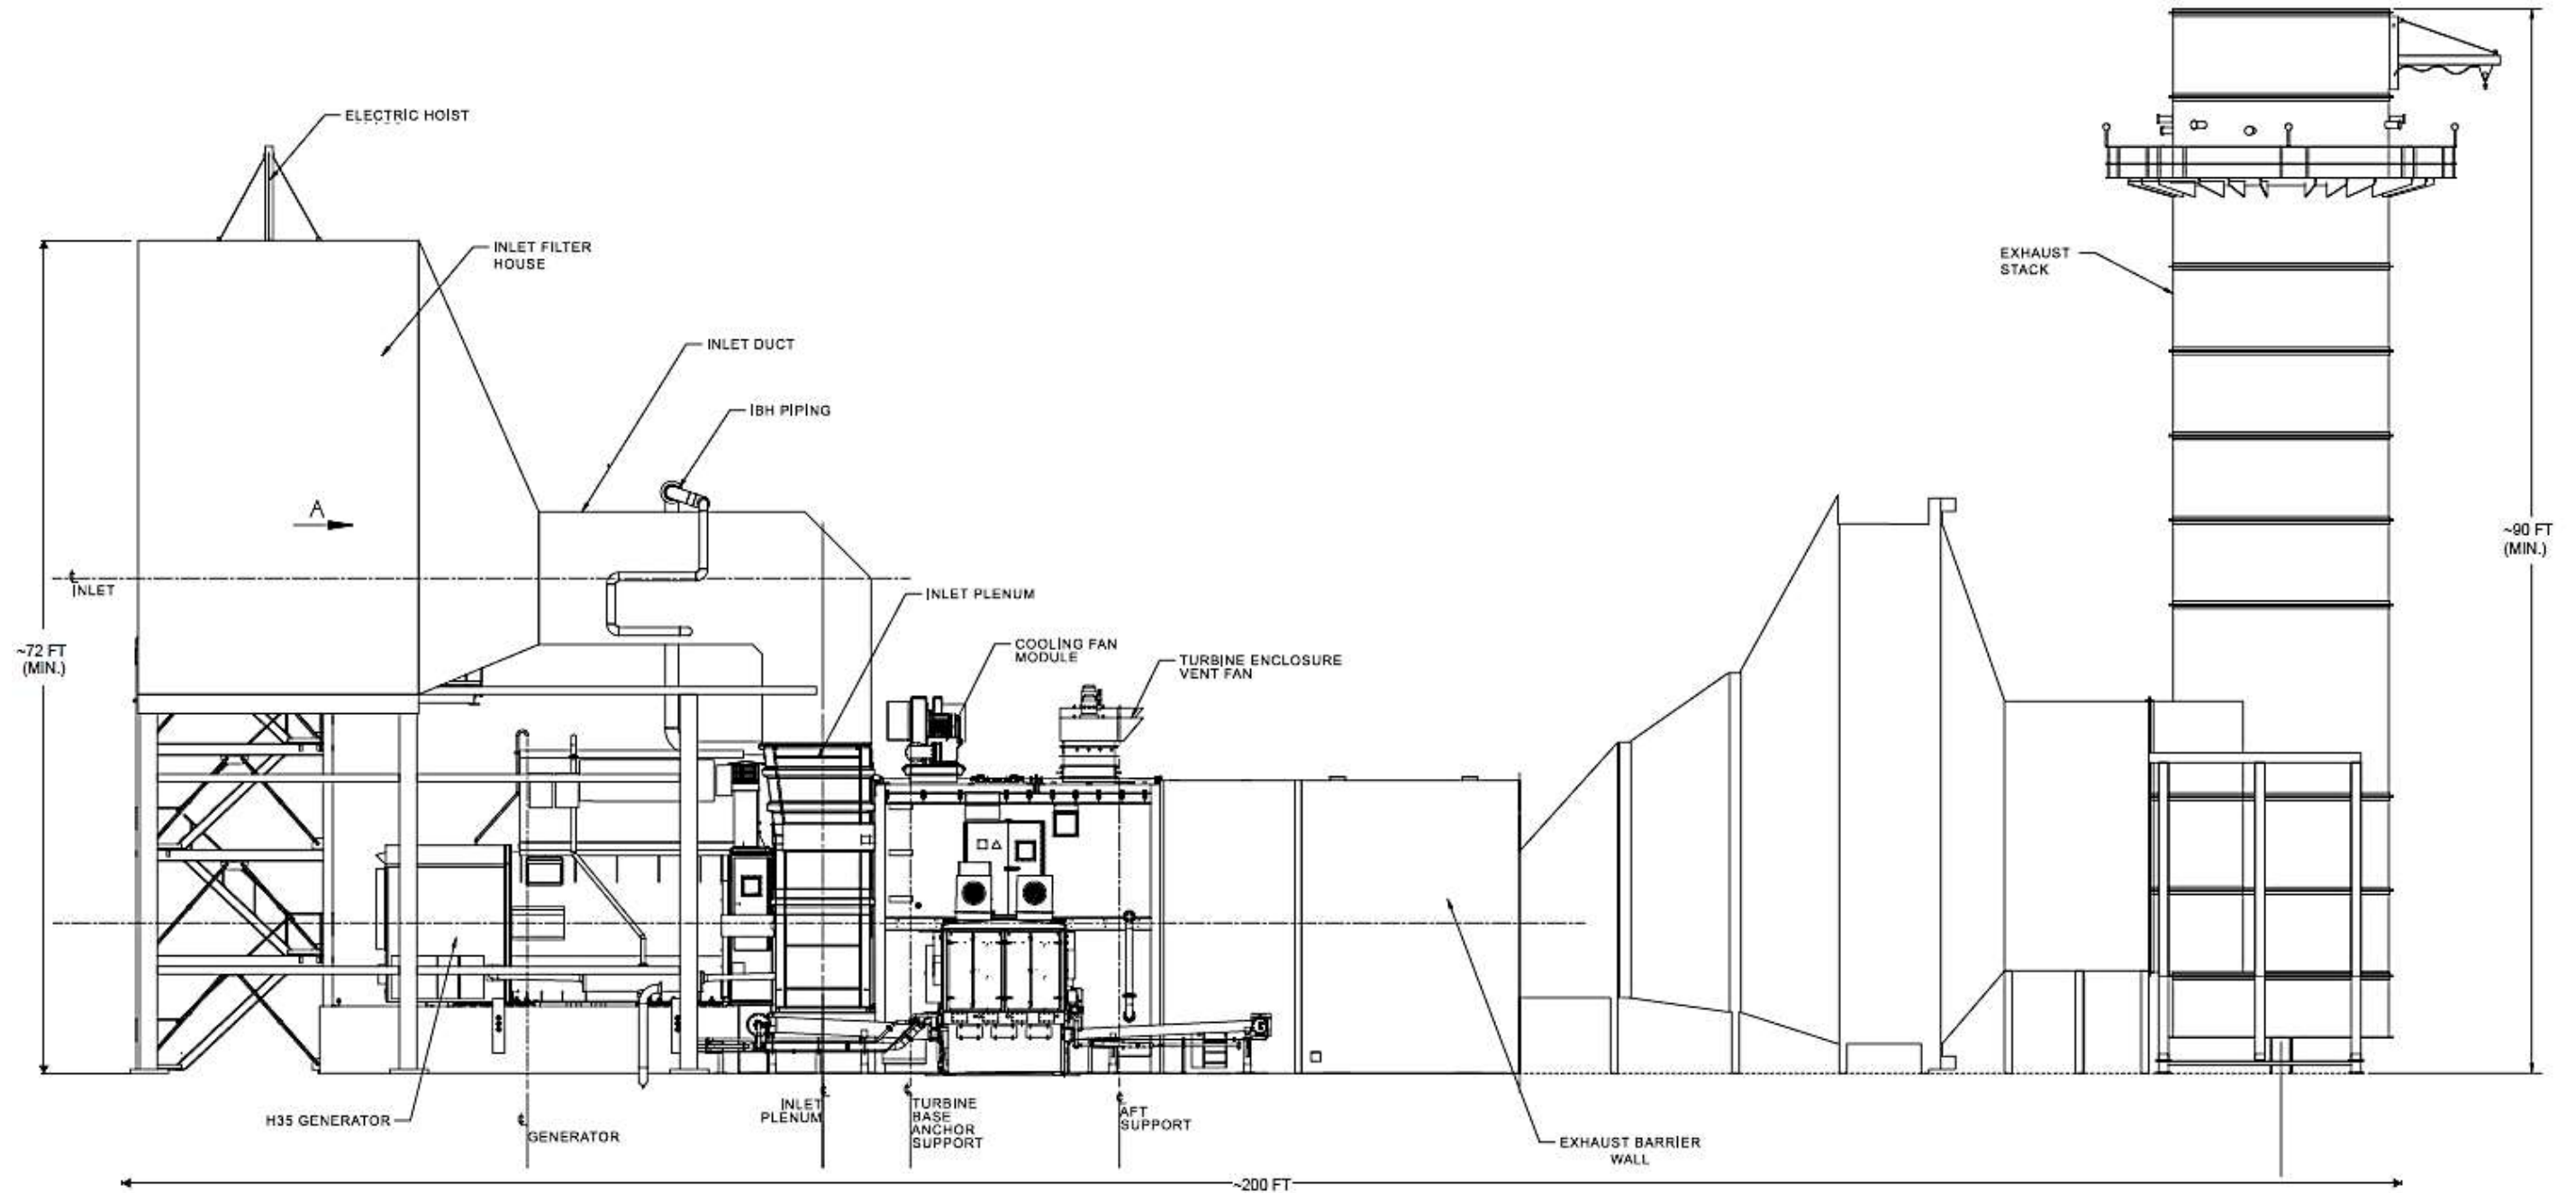 ELECTRIC HOIST
INLET FILTER
HOUSE
EXHAUST
STACK
INLET DUCT
IBH PIPING
A
~90 FT
(MIN.)
℄
INLET
INLET PLENUM
~72 FT
(MIN.)
COOLING FAN
MODULE
TURBINE ENCLOSURE
VENT FAN
H35 GENERATOR
℄
GENERATOR
℄
INLET
PLENUM
℄
TURBINE
BASE
ANCHOR
SUPPORT
℄
AFT
SUPPORT
EXHAUST BARRIER
WALL
~200 FT